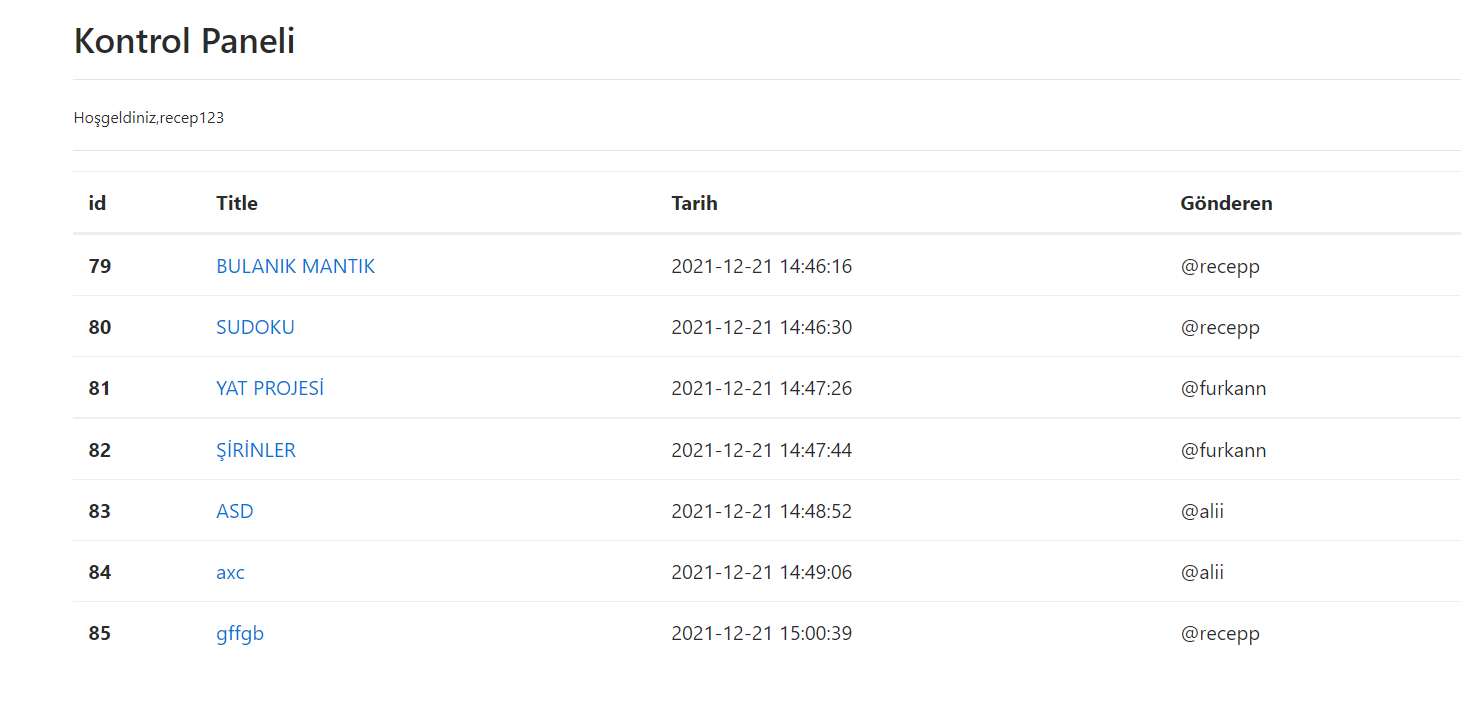 Kontrol Paneli
Hoşgeldiniz,recep123
id Title Tarih Gönderen
79 BULANIK MANTIK 2021-12-21 14:46:16 @recepp
80 SUDOKU 2021-12-21 14:46:30 @recepp
81 YAT PROJESİ 2021-12-21 14:47:26 @furkann
82 ŞİRİNLER 2021-12-21 14:47:44 @furkann
83 ASD 2021-12-21 14:48:52 @alii
84 axc 2021-12-21 14:49:06 @alii
85 gffgb 2021-12-21 15:00:39 @recepp